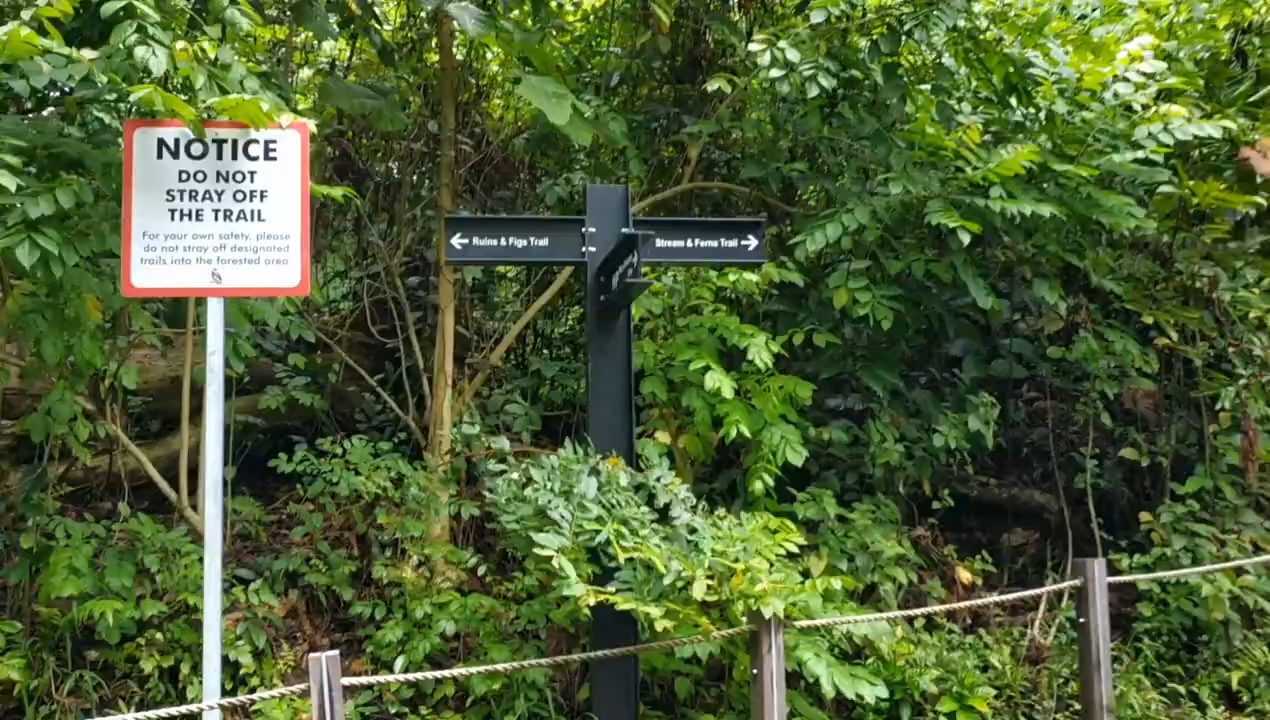 NOTICE
DO NOT
STRAY OFF
THE TRAIL
For your own safety, please
do not stray off designated
trails into the forested area
Ruins & Figs Trail
Stream & Ferns Trail